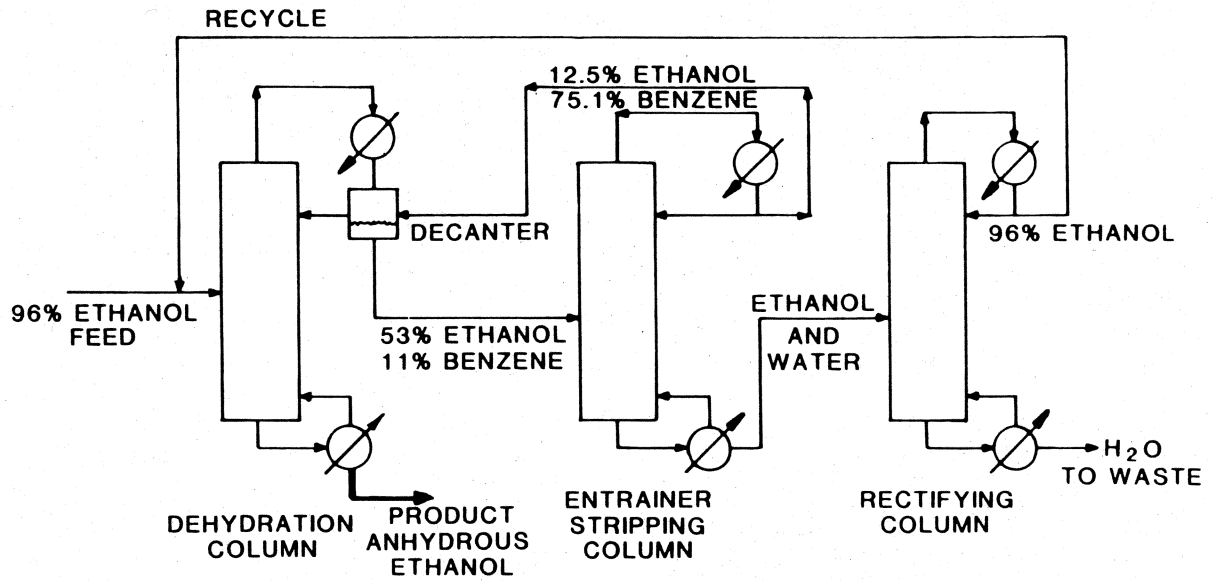 RECYCLE
12.5% ETHANOL
75.1% BENZENE
DECANTER
96% ETHANOL
96% ETHANOL
FEED
53% ETHANOL
11% BENZENE
ETHANOL
AND
WATER
H₂O
TO WASTE
DEHYDRATION
COLUMN
PRODUCT
ANHYDROUS
ETHANOL
ENTRAINER
STRIPPING
COLUMN
RECTIFYING
COLUMN